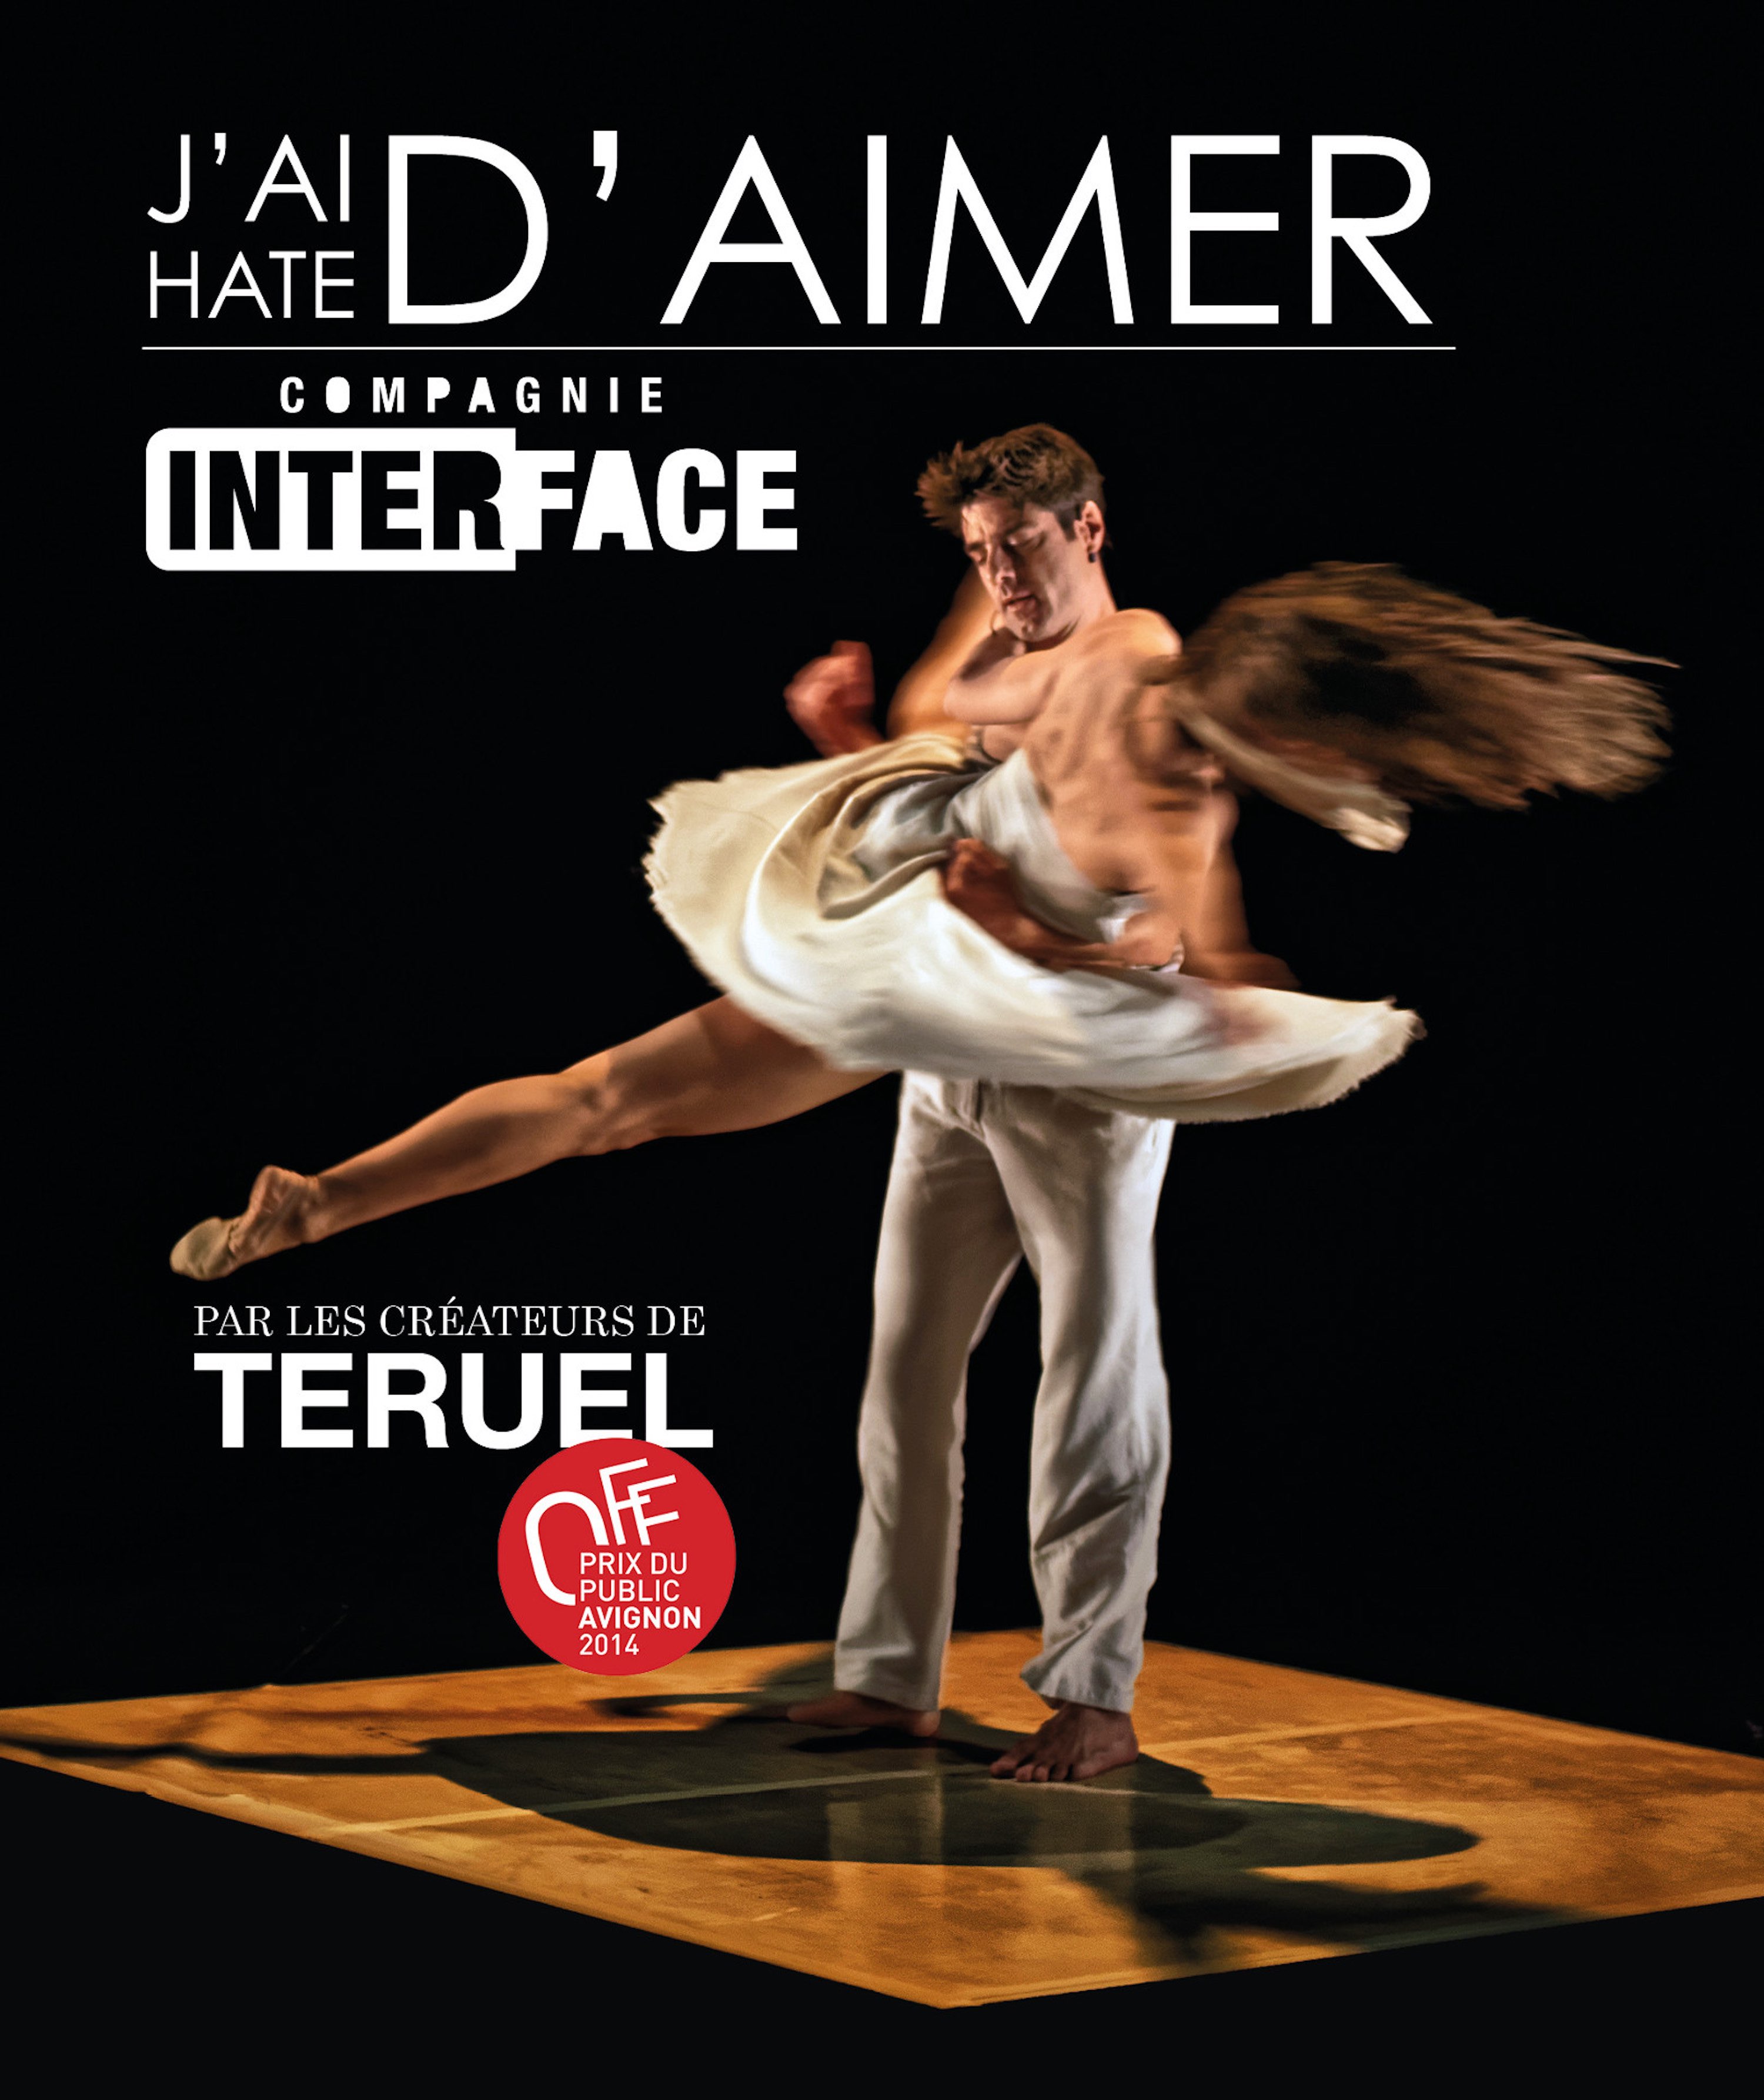 J'AI
HATE
D'AIMER
COMPAGNIE
INTERFACE
PAR LES CRÉATEURS DE
TERUEL
OFF
PRIX DU
PUBLIC
AVIGNON
2014